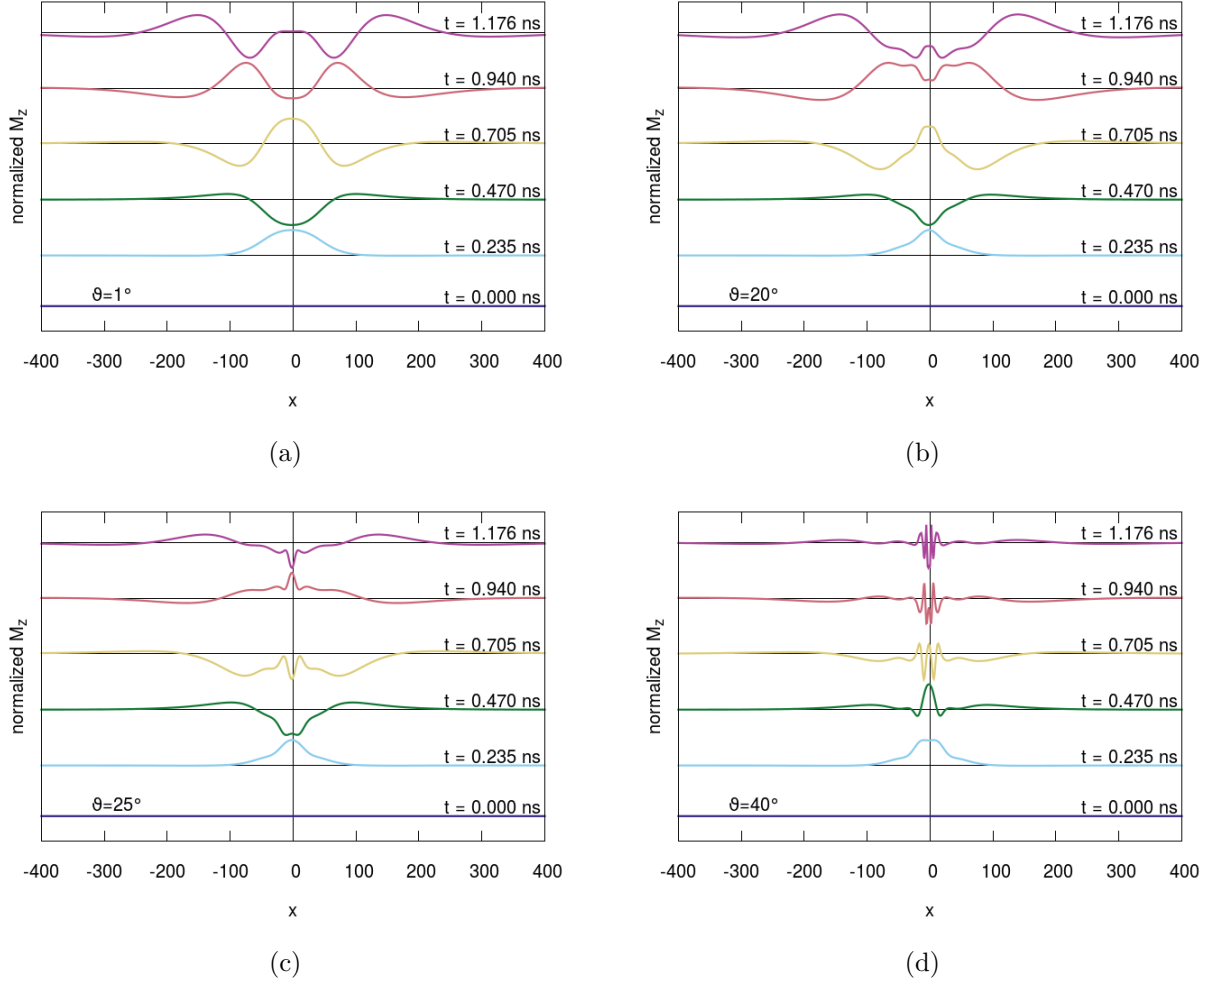 normalized M_z
t = 1.176 ns
t = 0.940 ns
t = 0.705 ns
t = 0.470 ns
t = 0.235 ns
ϑ=1°
t = 0.000 ns
-400 -300 -200 -100 0 100 200 300 400
x
(a)
normalized M_z
t = 1.176 ns
t = 0.940 ns
t = 0.705 ns
t = 0.470 ns
t = 0.235 ns
ϑ=20°
t = 0.000 ns
-400 -300 -200 -100 0 100 200 300 400
x
(b)
normalized M_z
t = 1.176 ns
t = 0.940 ns
t = 0.705 ns
t = 0.470 ns
t = 0.235 ns
ϑ=25°
t = 0.000 ns
-400 -300 -200 -100 0 100 200 300 400
x
(c)
normalized M_z
t = 1.176 ns
t = 0.940 ns
t = 0.705 ns
t = 0.470 ns
t = 0.235 ns
ϑ=40°
t = 0.000 ns
-400 -300 -200 -100 0 100 200 300 400
x
(d)